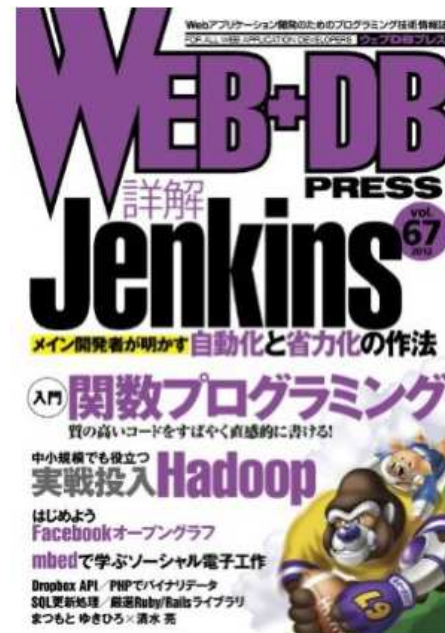 Webアプリケーション開発のためのプログラミング技術情報誌
FOR ALL WEB APPLICATION DEVELOPERS ウェブDBプレス
WEB+DB
PRESS
vol.
67
2012
詳解
Jenkins
メイン開発者が明かす自動化と省力化の作法
入門 関数プログラミング
質の高いコードをすばやく直感的に書ける!
中小規模でも役立つ
実戦投入Hadoop
はじめよう
Facebookオープングラフ
mbedで学ぶソーシャル電子工作
Dropbox API/PHPでバイナリデータ
SQL更新処理/厳選Ruby/Railsライブラリ
まつもと ゆきひろ×清水 亮
67